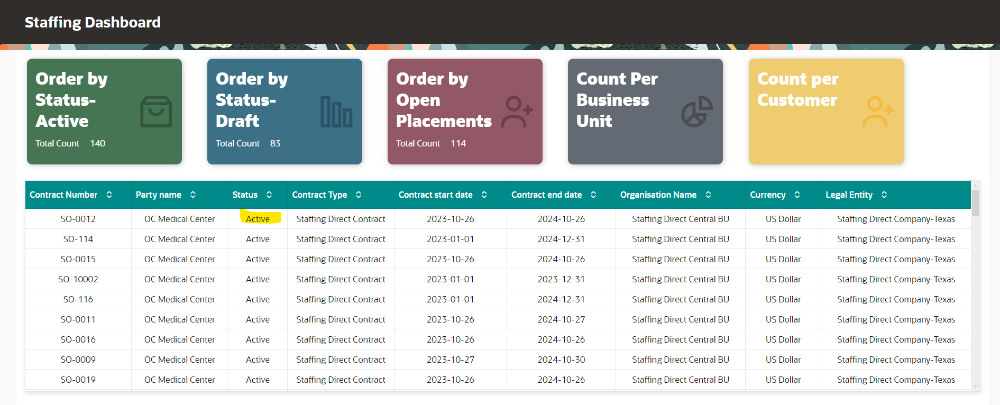 Staffing Dashboard
Order by
Status-
Active
Total Count 140
Order by
Status-
Draft
Total Count 83
Order by
Open
Placements
Total Count 114
Count Per
Business
Unit
Count per
Customer
Contract Number Party name Status Contract Type Contract start date Contract end date Organisation Name Currency Legal Entity
SO-0012 OC Medical Center Active Staffing Direct Contract 2023-10-26 2024-10-26 Staffing Direct Central BU US Dollar Staffing Direct Company-Texas
SO-114 OC Medical Center Active Staffing Direct Contract 2023-01-01 2024-12-31 Staffing Direct Central BU US Dollar Staffing Direct Company-Texas
SO-0015 OC Medical Center Active Staffing Direct Contract 2023-10-26 2024-10-26 Staffing Direct Central BU US Dollar Staffing Direct Company-Texas
SO-10002 OC Medical Center Active Staffing Direct Contract 2023-01-01 2023-12-31 Staffing Direct Central BU US Dollar Staffing Direct Company-Texas
SO-116 OC Medical Center Active Staffing Direct Contract 2023-01-01 2024-12-31 Staffing Direct Central BU US Dollar Staffing Direct Company-Texas
SO-0011 OC Medical Center Active Staffing Direct Contract 2023-10-26 2024-10-27 Staffing Direct Central BU US Dollar Staffing Direct Company-Texas
SO-0016 OC Medical Center Active Staffing Direct Contract 2023-10-26 2024-10-26 Staffing Direct Central BU US Dollar Staffing Direct Company-Texas
SO-0009 OC Medical Center Active Staffing Direct Contract 2023-10-27 2024-10-30 Staffing Direct Central BU US Dollar Staffing Direct Company-Texas
SO-0019 OC Medical Center Active Staffing Direct Contract 2023-10-26 2024-10-26 Staffing Direct Central BU US Dollar Staffing Direct Company-Texas